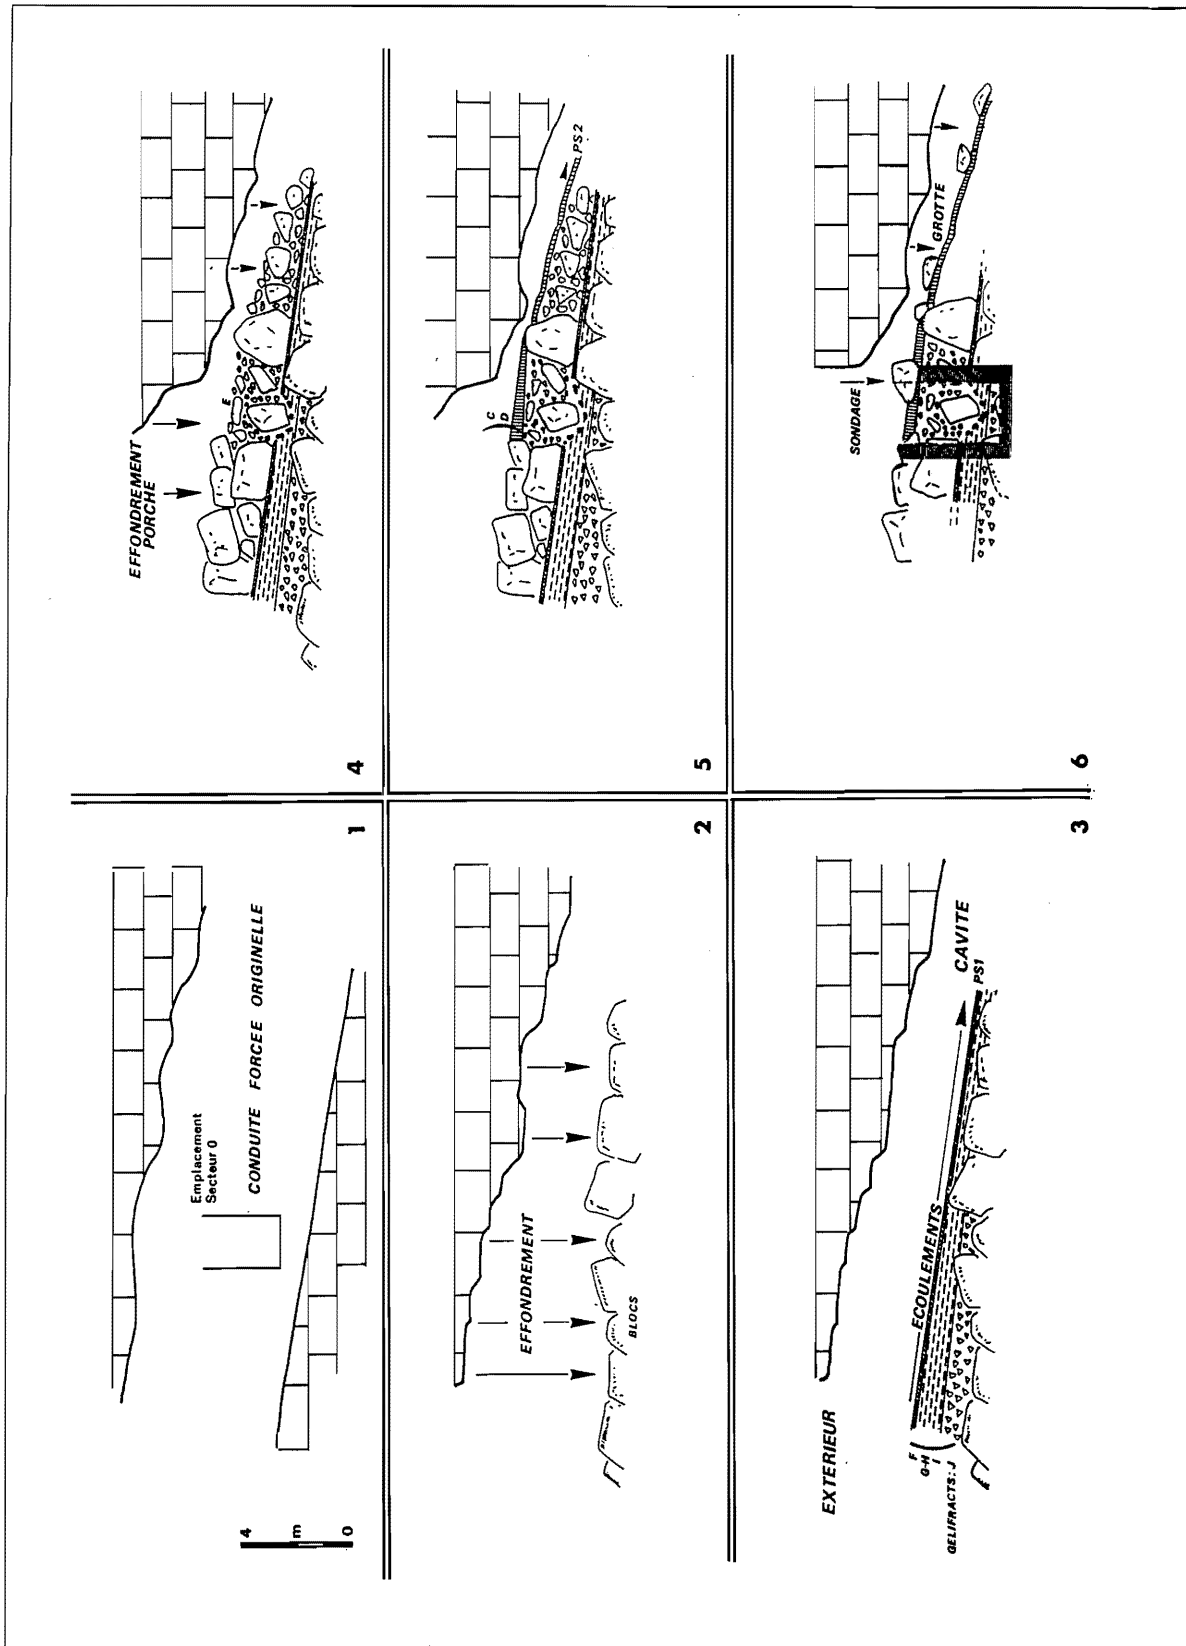 Emplacement
Secteur 0
CONDUITE FORCEE ORIGINELLE
4
m
0
1
EFFONDREMENT
BLOCS
2
EXTERIEUR
ECOULEMENTS
CAVITE
PS1
F
G-H
I
GELIFRACTS: J
3
EFFONDREMENT
PORCHE
E
4
C
D
PS2
5
SONDAGE
GROTTE
6